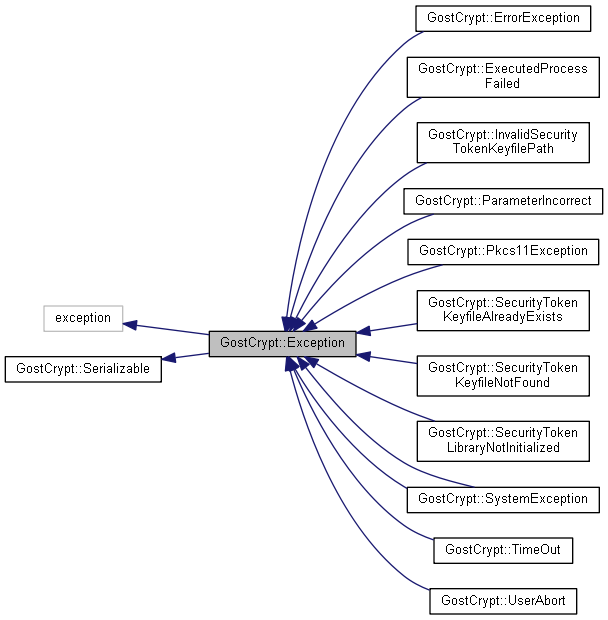 GostCrypt::ErrorException
GostCrypt::ExecutedProcess
Failed
GostCrypt::InvalidSecurity
TokenKeyfilePath
GostCrypt::ParameterIncorrect
GostCrypt::Pkcs11Exception
exception
GostCrypt::SecurityToken
KeyfileAlreadyExists
GostCrypt::Exception
GostCrypt::Serializable
GostCrypt::SecurityToken
KeyfileNotFound
GostCrypt::SecurityToken
LibraryNotInitialized
GostCrypt::SystemException
GostCrypt::TimeOut
GostCrypt::UserAbort